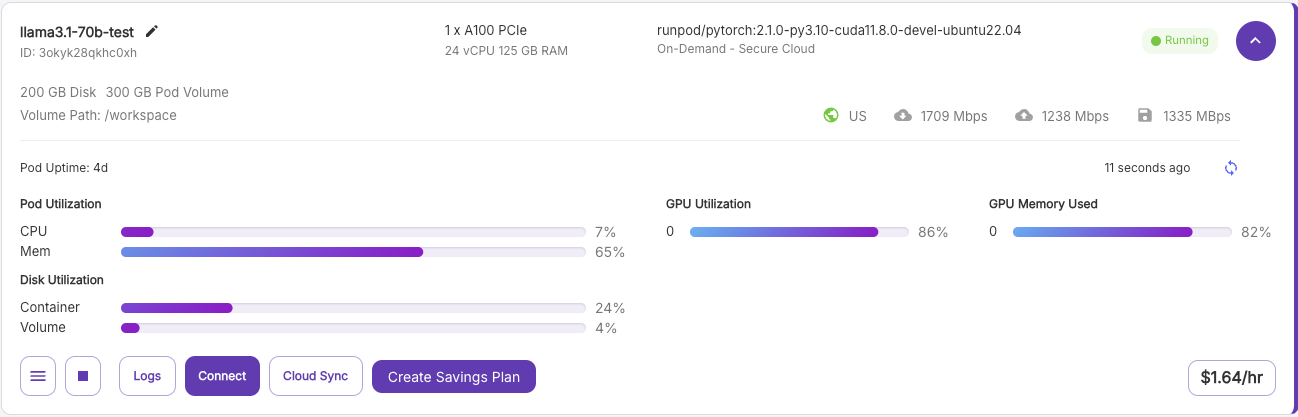 llama3.1-70b-test
ID: 3okyk28qkhc0xh
1 x A100 PCIe
24 vCPU 125 GB RAM
runpod/pytorch:2.1.0-py3.10-cuda11.8.0-devel-ubuntu22.04
On-Demand - Secure Cloud
Running
200 GB Disk 300 GB Pod Volume
Volume Path: /workspace
US 1709 Mbps 1238 Mbps 1335 MBps
Pod Uptime: 4d
11 seconds ago
Pod Utilization
CPU 7%
Mem 65%
Disk Utilization
Container 24%
Volume 4%
GPU Utilization
0 86%
GPU Memory Used
0 82%
Logs
Connect
Cloud Sync
Create Savings Plan
$1.64/hr